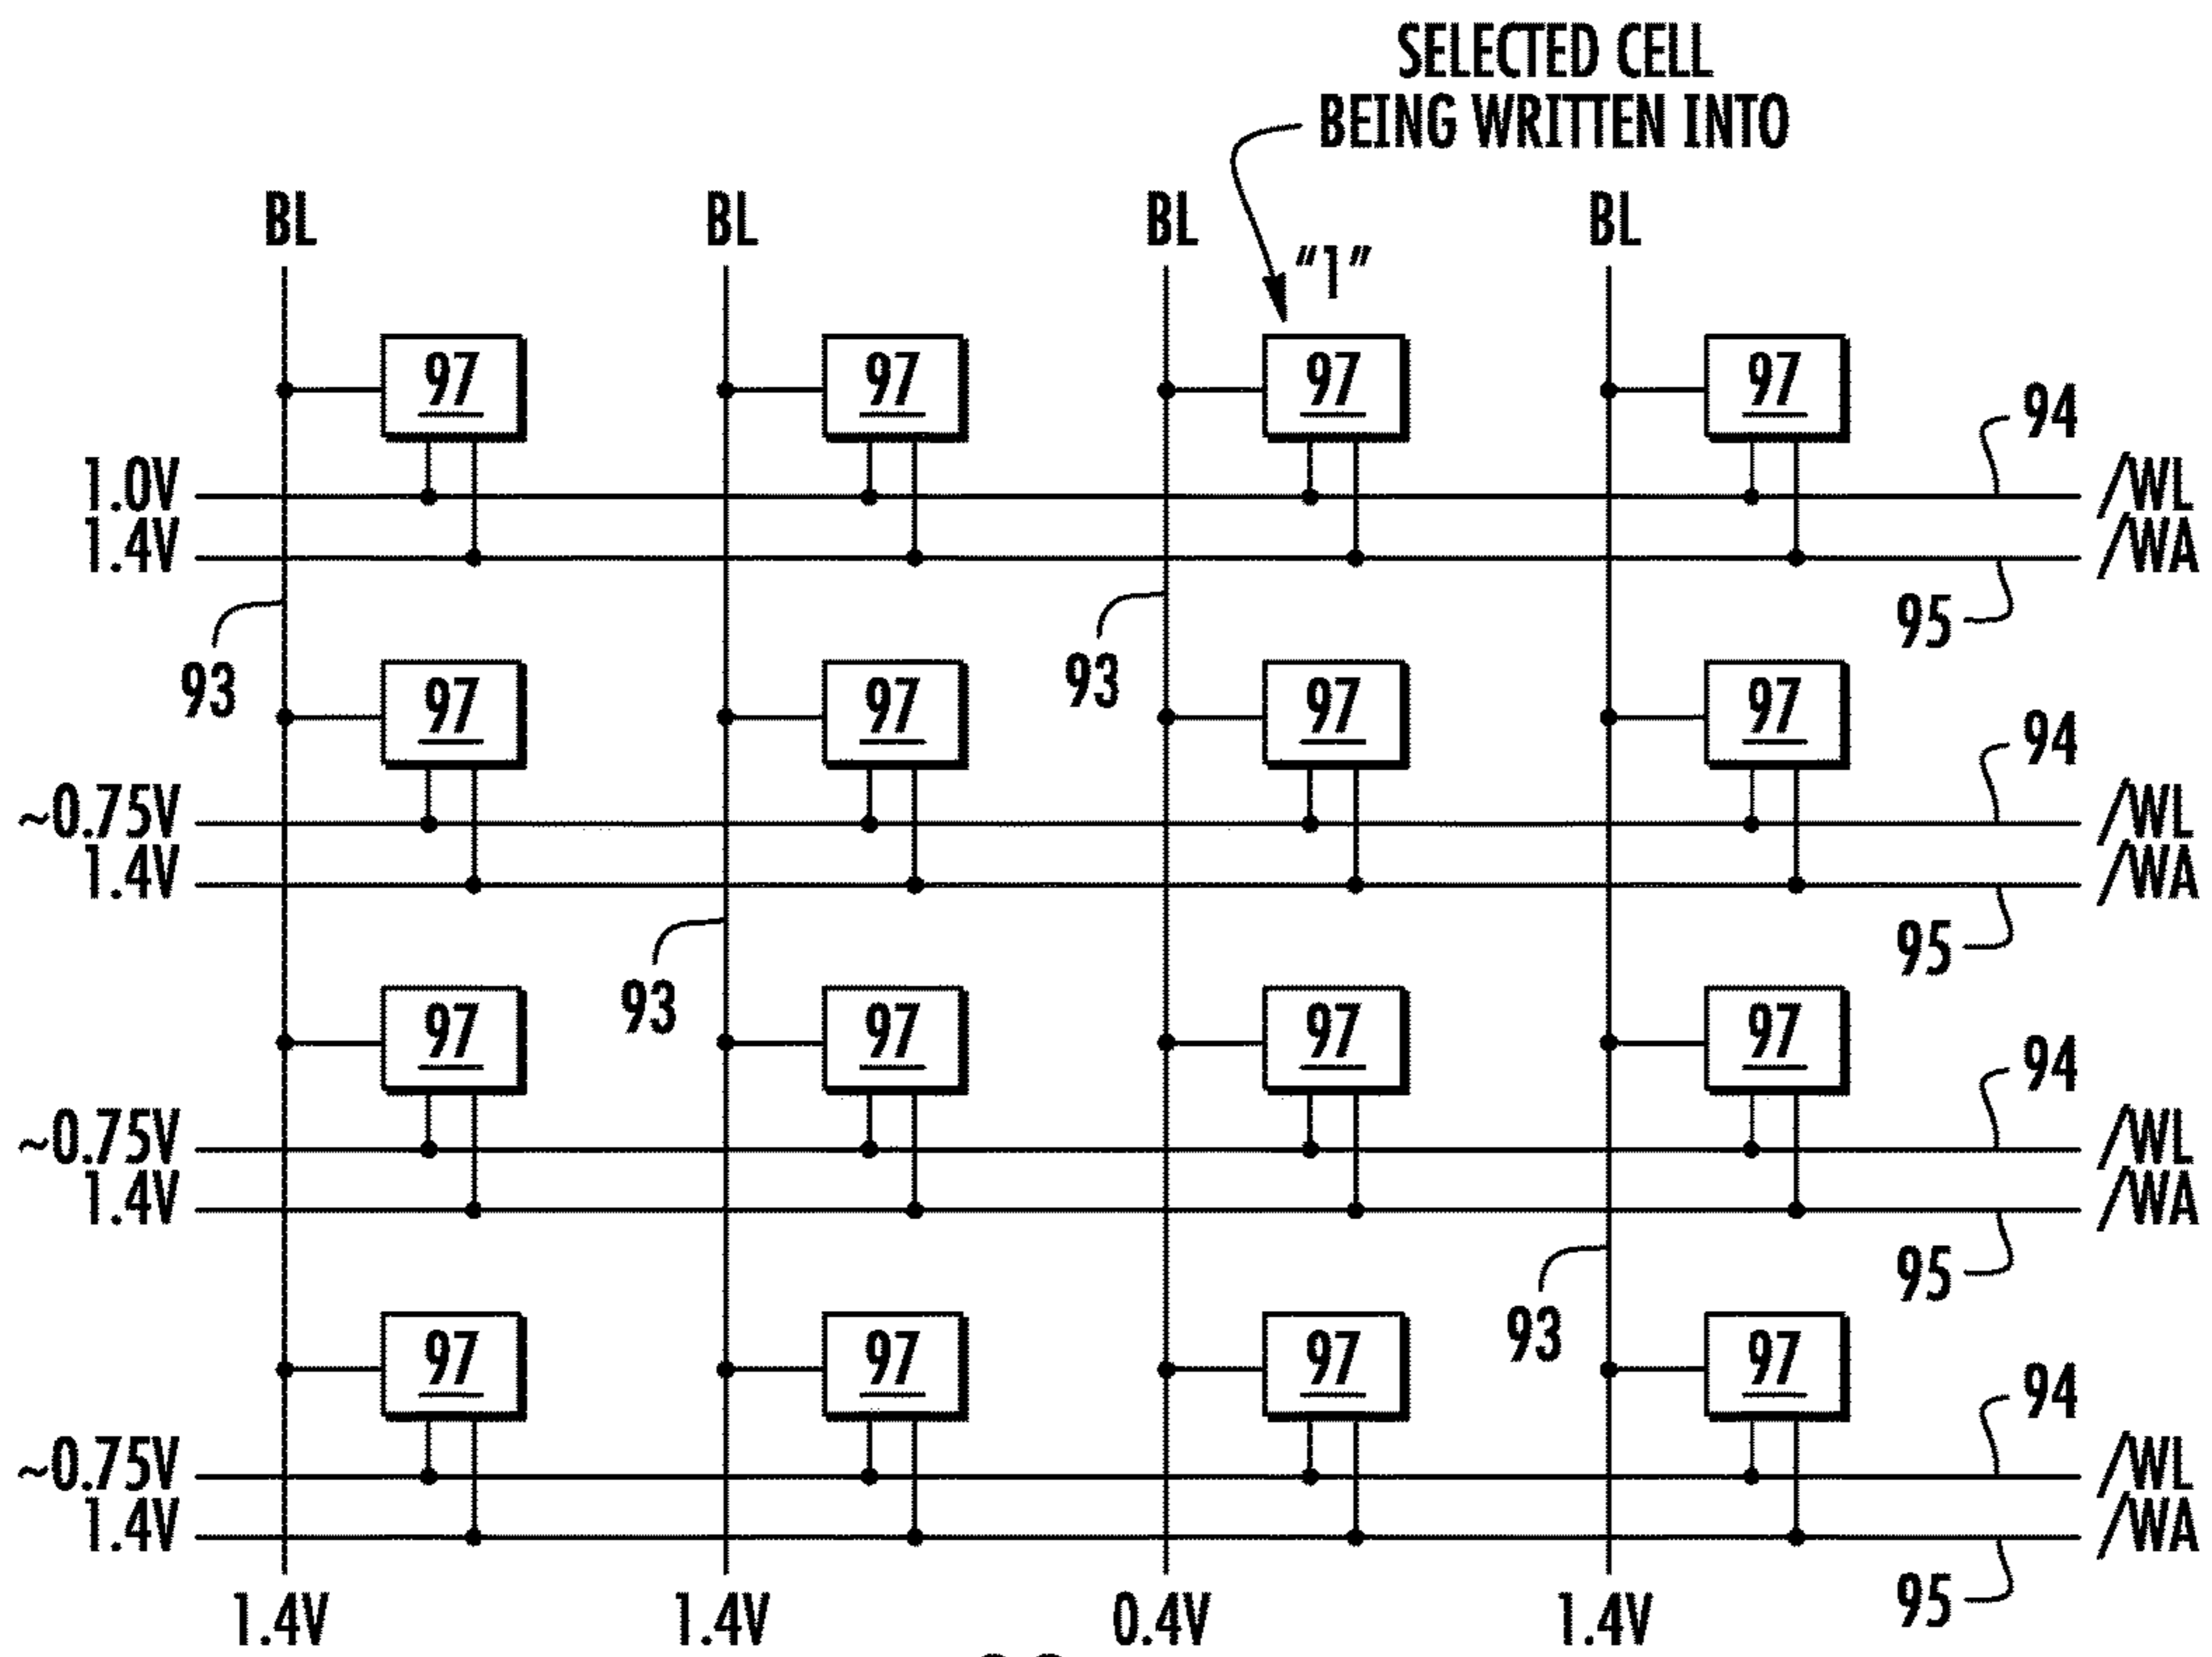 SELECTED CELL
BEING WRITTEN INTO
BL BL BL BL
"1"
97 97 97 97
94
1.0V /WL
1.4V /WA
95
93 93
97 97 97 97
94
~0.75V /WL
1.4V /WA
95
93
97 97 97 97
94
~0.75V /WL
1.4V /WA
95
93
97 97 97 97
94
~0.75V /WL
1.4V /WA
95
1.4V 1.4V 0.4V 1.4V